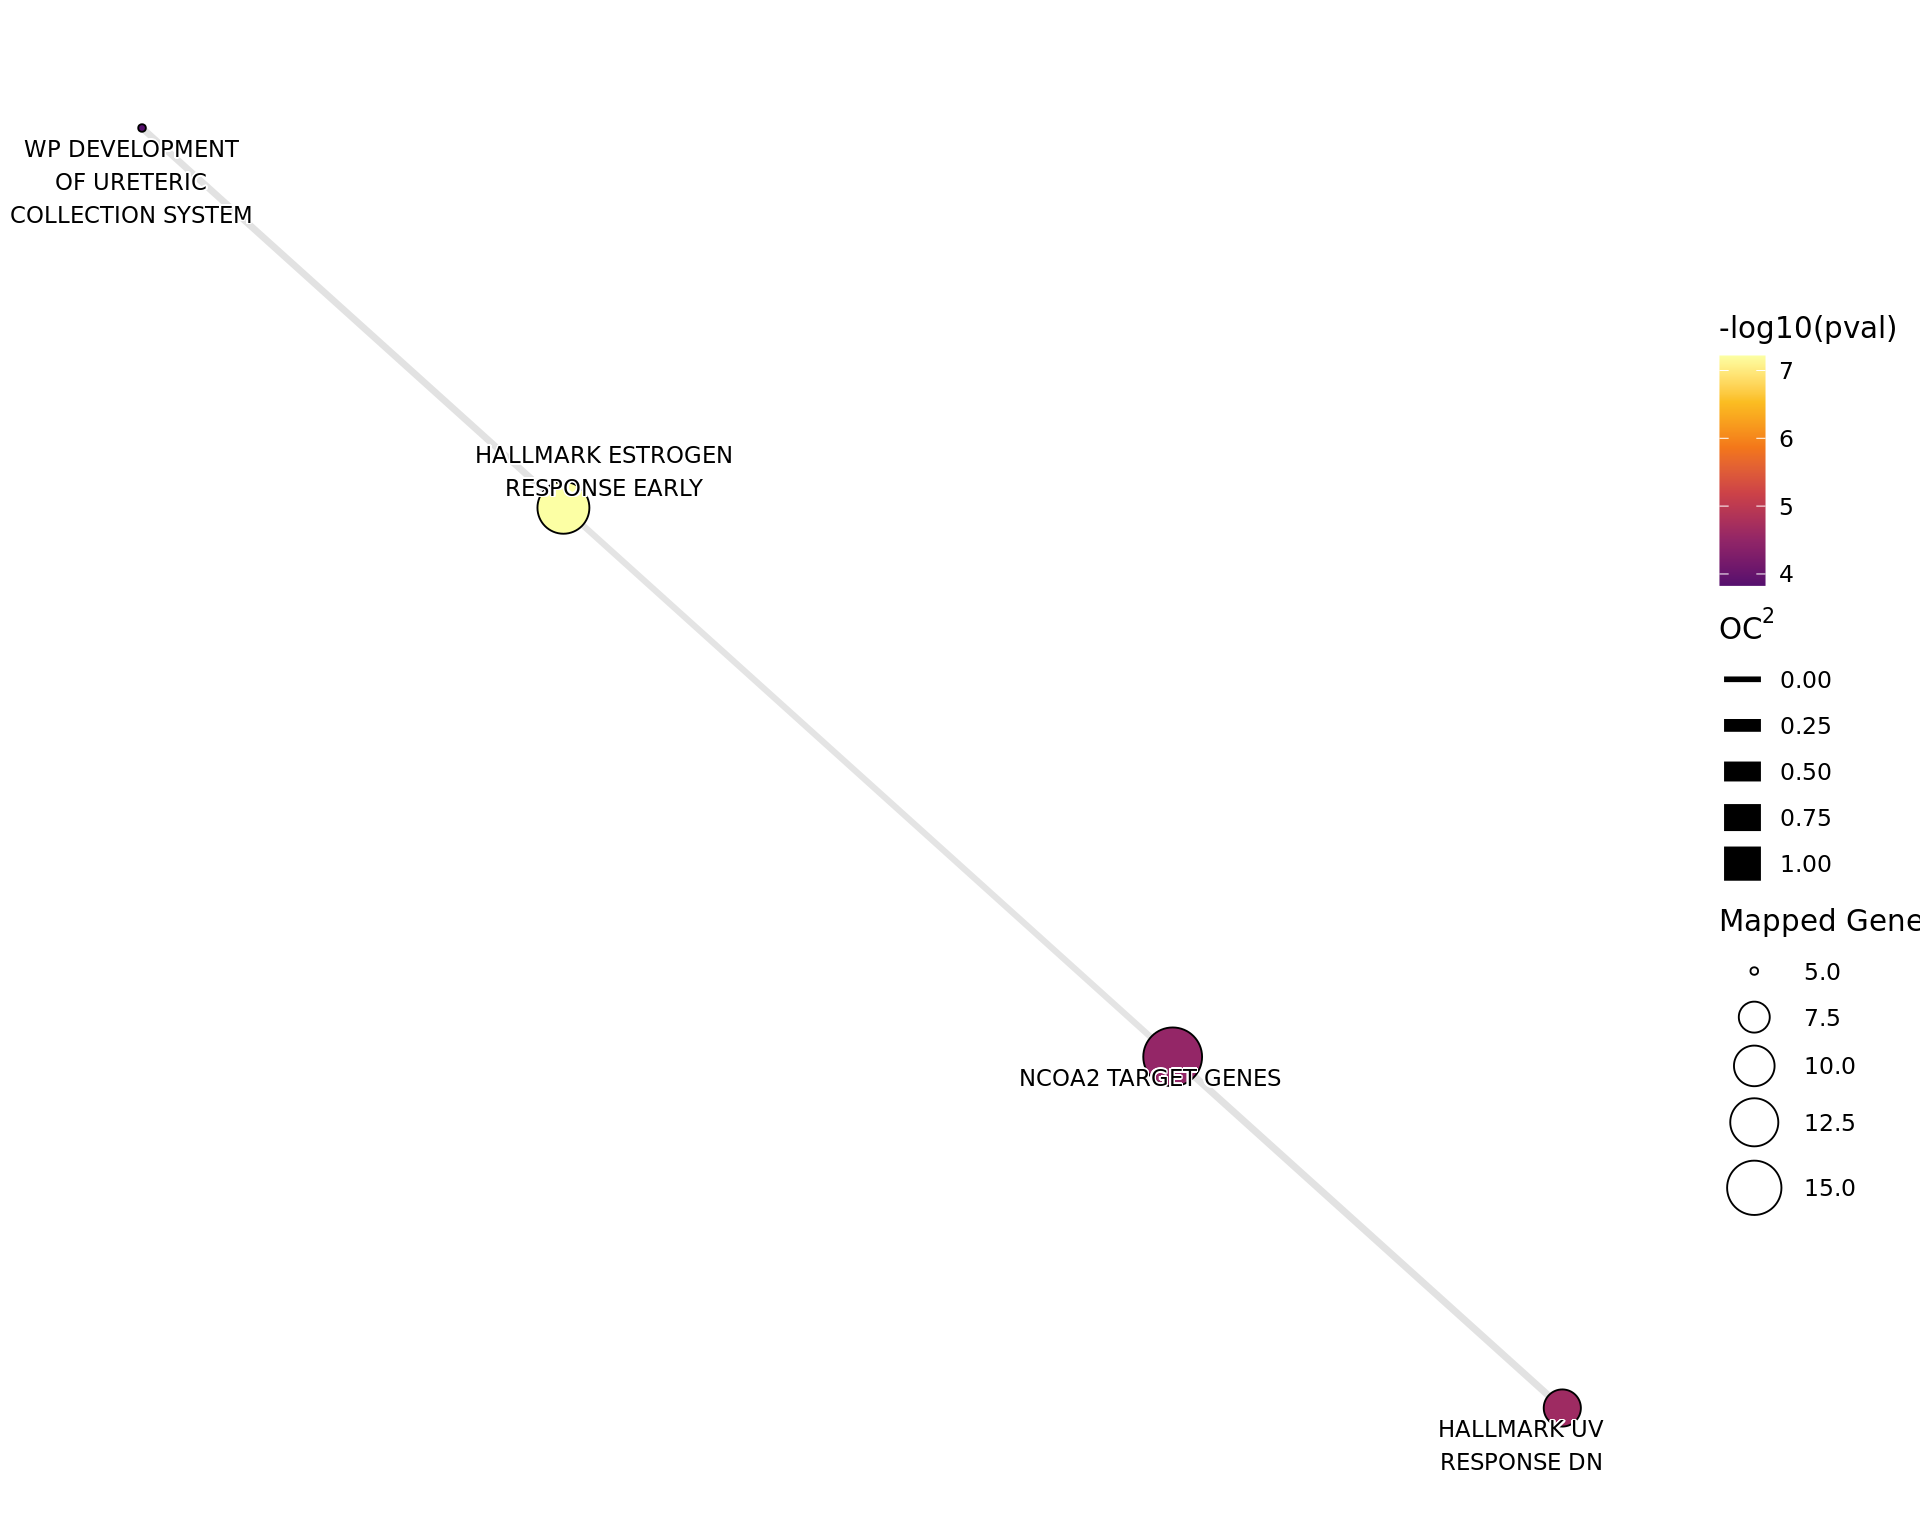 WP DEVELOPMENT
OF URETERIC
COLLECTION SYSTEM
HALLMARK ESTROGEN
RESPONSE EARLY
NCOA2 TARGET GENES
HALLMARK UV
RESPONSE DN
-log10(pval)
7
6
5
4
OC²
0.00
0.25
0.50
0.75
1.00
Mapped Gene
5.0
7.5
10.0
12.5
15.0